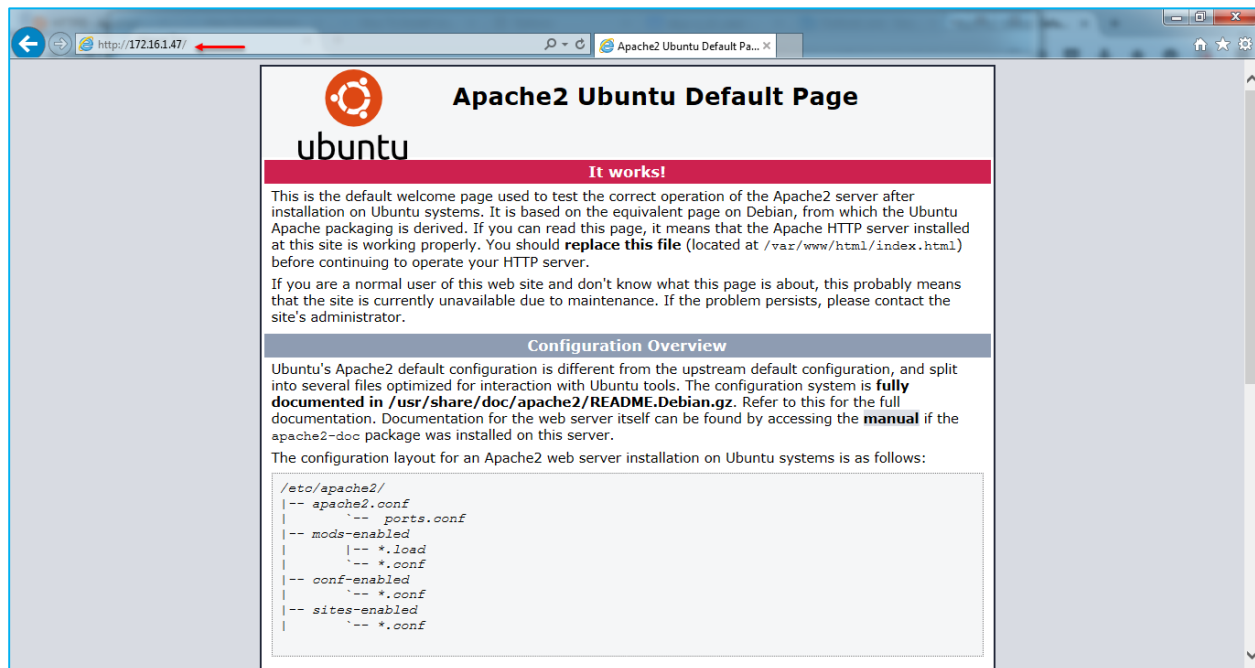 http://172.16.1.47/
Apache2 Ubuntu Default Pa...
ubuntu
Apache2 Ubuntu Default Page
It works!
This is the default welcome page used to test the correct operation of the Apache2 server after
installation on Ubuntu systems. It is based on the equivalent page on Debian, from which the Ubuntu
Apache packaging is derived. If you can read this page, it means that the Apache HTTP server installed
at this site is working properly. You should replace this file (located at /var/www/html/index.html)
before continuing to operate your HTTP server.
If you are a normal user of this web site and don't know what this page is about, this probably means
that the site is currently unavailable due to maintenance. If the problem persists, please contact the
site's administrator.
Configuration Overview
Ubuntu's Apache2 default configuration is different from the upstream default configuration, and split
into several files optimized for interaction with Ubuntu tools. The configuration system is fully
documented in /usr/share/doc/apache2/README.Debian.gz. Refer to this for the full
documentation. Documentation for the web server itself can be found by accessing the manual if the
apache2-doc package was installed on this server.
The configuration layout for an Apache2 web server installation on Ubuntu systems is as follows:
/etc/apache2/
|-- apache2.conf
|       `--  ports.conf
|-- mods-enabled
|       |-- *.load
|       `-- *.conf
|-- conf-enabled
|       `-- *.conf
|-- sites-enabled
|       `-- *.conf